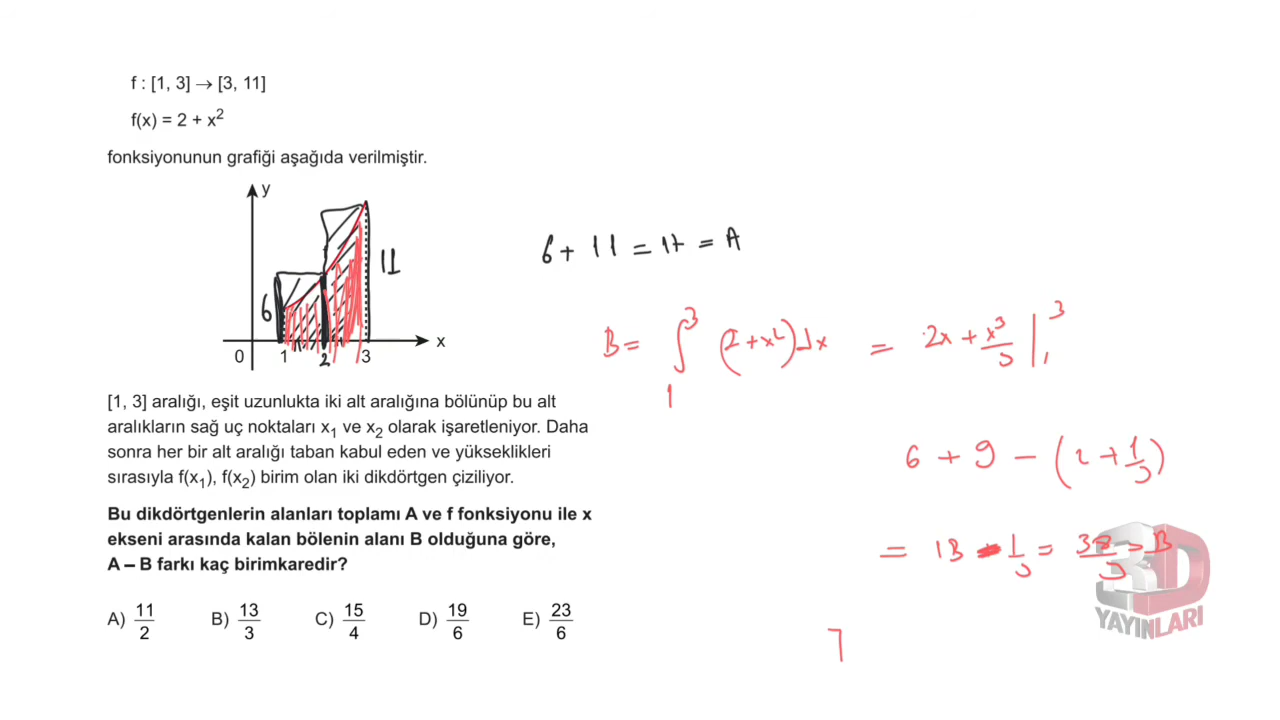 f : [1, 3] → [3, 11]
f(x) = 2 + x²
fonksiyonunun grafiği aşağıda verilmiştir.
y
6
11
0 1 2 3 x
[1, 3] aralığı, eşit uzunlukta iki alt aralığına bölünüp bu alt
aralıkların sağ uç noktaları x₁ ve x₂ olarak işaretleniyor. Daha
sonra her bir alt aralığı taban kabul eden ve yükseklikleri
sırasıyla f(x₁), f(x₂) birim olan iki dikdörtgen çiziliyor.
Bu dikdörtgenlerin alanları toplamı A ve f fonksiyonu ile x
ekseni arasında kalan bölenin alanı B olduğuna göre,
A – B farkı kaç birimkaredir?
A) 11/2 B) 13/3 C) 15/4 D) 19/6 E) 23/6
6 + 11 = 17 = A
B = ∫₁³ (2 + x²) dx = 2x + x³/3 |₁³
6 + 9 – (2 + 1/3)
= 13 - 1/3 = 38/3 = B
3D
YAYINLARI